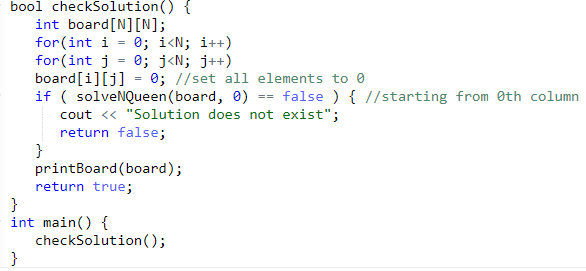 bool checkSolution() {
int board[N][N];
for(int i = 0; i<N; i++)
for(int j = 0; j<N; j++)
board[i][j] = 0; //set all elements to 0
if ( solveNQueen(board, 0) == false ) { //starting from 0th column
cout << "Solution does not exist";
return false;
}
printBoard(board);
return true;
}
int main() {
checkSolution();
}